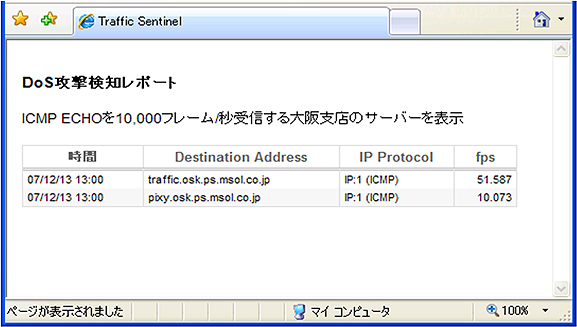 Traffic Sentinel
DoS攻撃検知レポート
ICMP ECHOを10,000フレーム/秒受信する大阪支店のサーバーを表示
時間 Destination Address IP Protocol fps
07/12/13 13:00 traffic.osk.ps.msol.co.jp IP:1 (ICMP) 51.587
07/12/13 13:00 pixy.osk.ps.msol.co.jp IP:1 (ICMP) 10.073
ページが表示されました マイ コンピュータ 100%